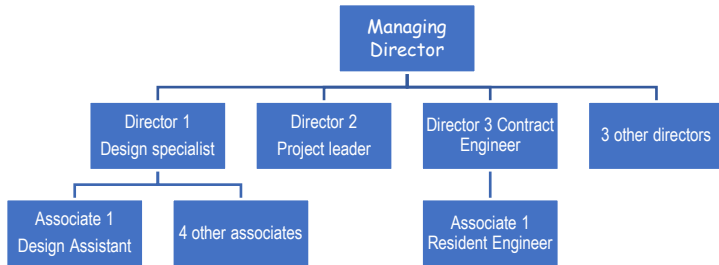 Managing
Director
Director 1
Design specialist
Director 2
Project leader
Director 3 Contract
Engineer
3 other directors
Associate 1
Design Assistant
4 other associates
Associate 1
Resident Engineer